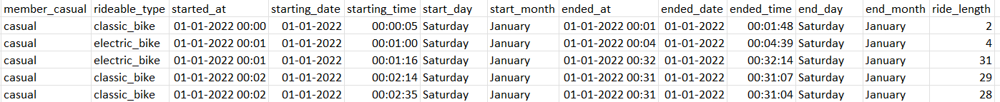 member_casual rideable_type started_at starting_date starting_time start_day start_month ended_at ended_date ended_time end_day end_month ride_length
casual classic_bike 01-01-2022 00:00 01-01-2022 00:00:05 Saturday January 01-01-2022 00:01 01-01-2022 00:01:48 Saturday January 2
casual electric_bike 01-01-2022 00:01 01-01-2022 00:01:00 Saturday January 01-01-2022 00:04 01-01-2022 00:04:39 Saturday January 4
casual electric_bike 01-01-2022 00:01 01-01-2022 00:01:16 Saturday January 01-01-2022 00:32 01-01-2022 00:32:14 Saturday January 31
casual classic_bike 01-01-2022 00:02 01-01-2022 00:02:14 Saturday January 01-01-2022 00:31 01-01-2022 00:31:07 Saturday January 29
casual classic_bike 01-01-2022 00:02 01-01-2022 00:02:35 Saturday January 01-01-2022 00:31 01-01-2022 00:31:04 Saturday January 28